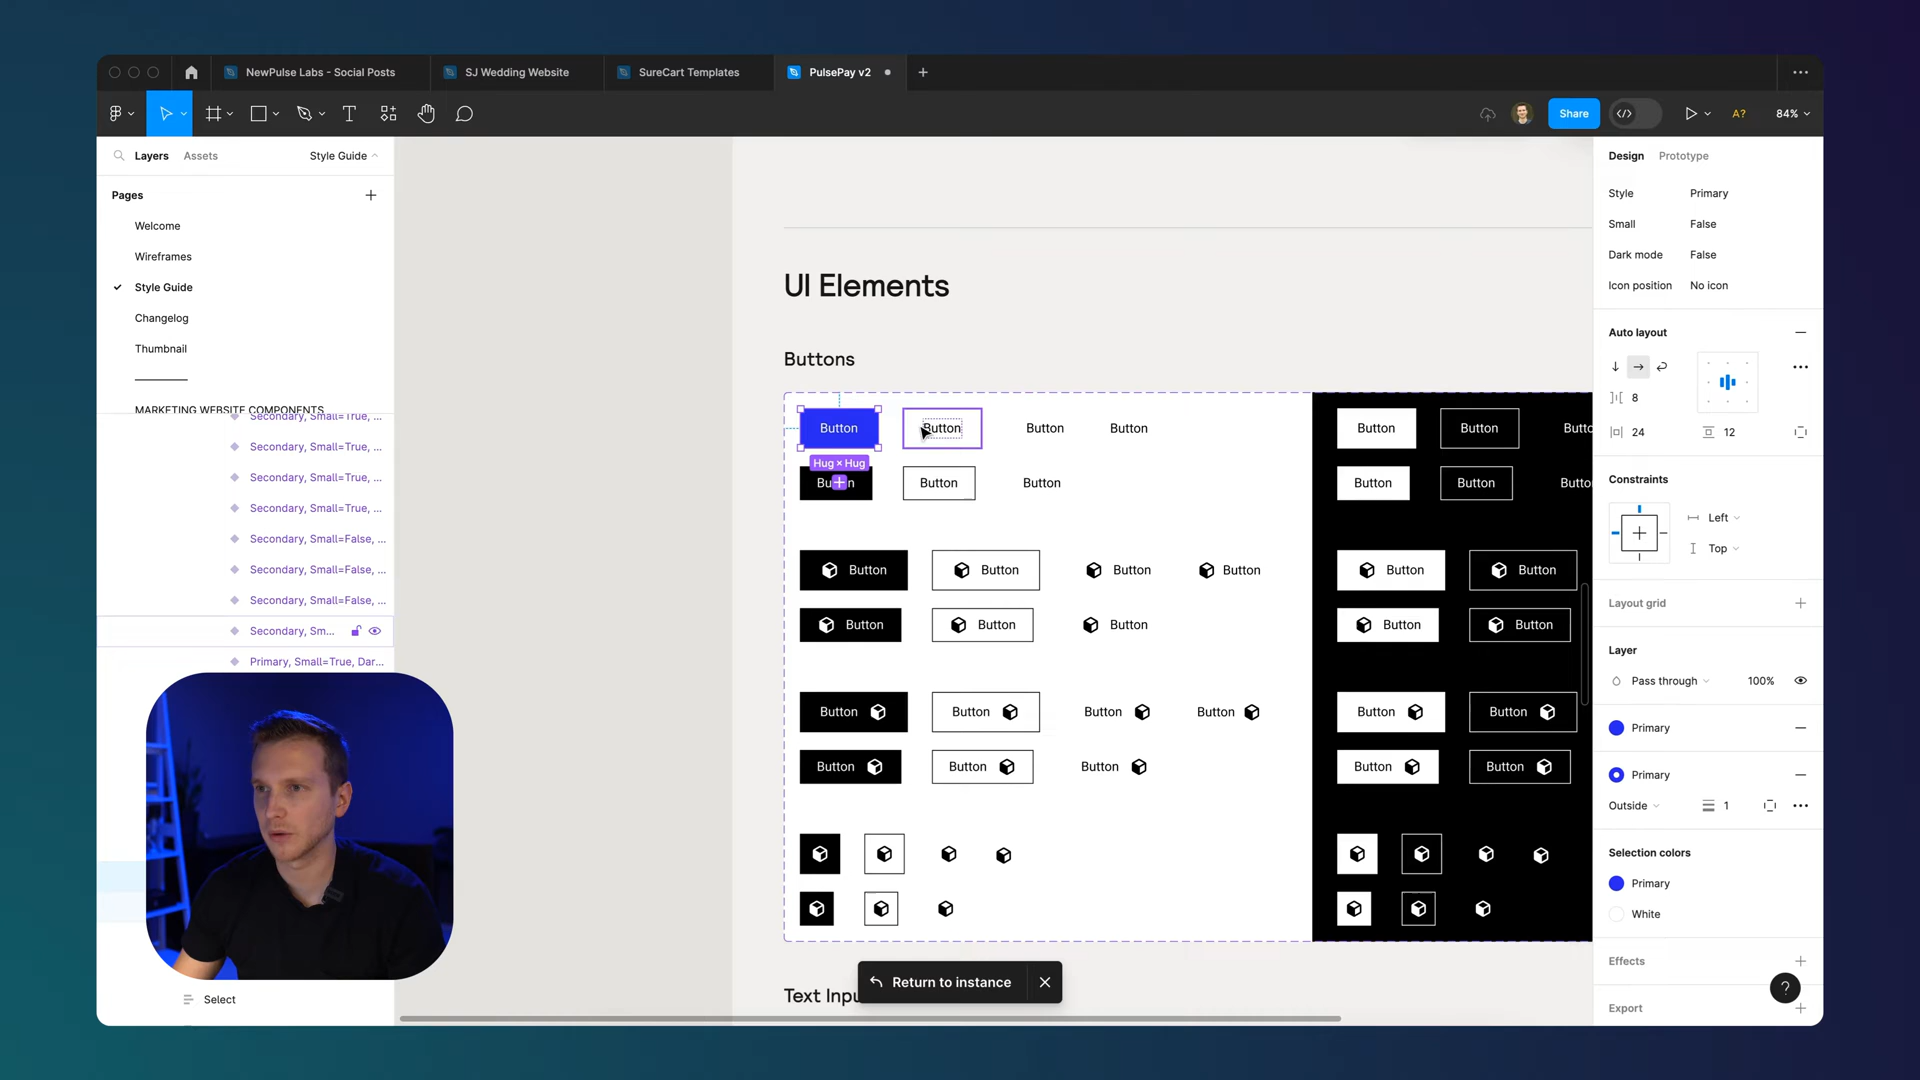 NewPulse Labs - Social Posts
SJ Wedding Website
SureCart Templates
PulsePay v2
Share
A?
84%
Layers
Assets
Style Guide
Pages
Welcome
Wireframes
Style Guide
Changelog
Thumbnail
MARKETING WEBSITE COMPONENTS
Secondary, Small=True, ...
Secondary, Small=True, ...
Secondary, Small=True, ...
Secondary, Small=True, ...
Secondary, Small=False, ...
Secondary, Small=False, ...
Secondary, Small=False, ...
Secondary, Sm...
Primary, Small=True, Dar...
Select
UI Elements
Buttons
Button Button Button Button
Hug × Hug
Button Button
Button Button Button Button
Button Button Button
Button Button Button Button
Button Button Button
Button Button
Button Button
Button Button
Button Button
Button Button
Button Button
Return to instance
Design
Prototype
Style Primary
Small False
Dark mode False
Icon position No icon
Auto layout
8
24 12
Constraints
Left
Top
Layout grid
Layer
Pass through 100%
Primary
Primary
Outside 1
Selection colors
Primary
White
Effects
Export
?